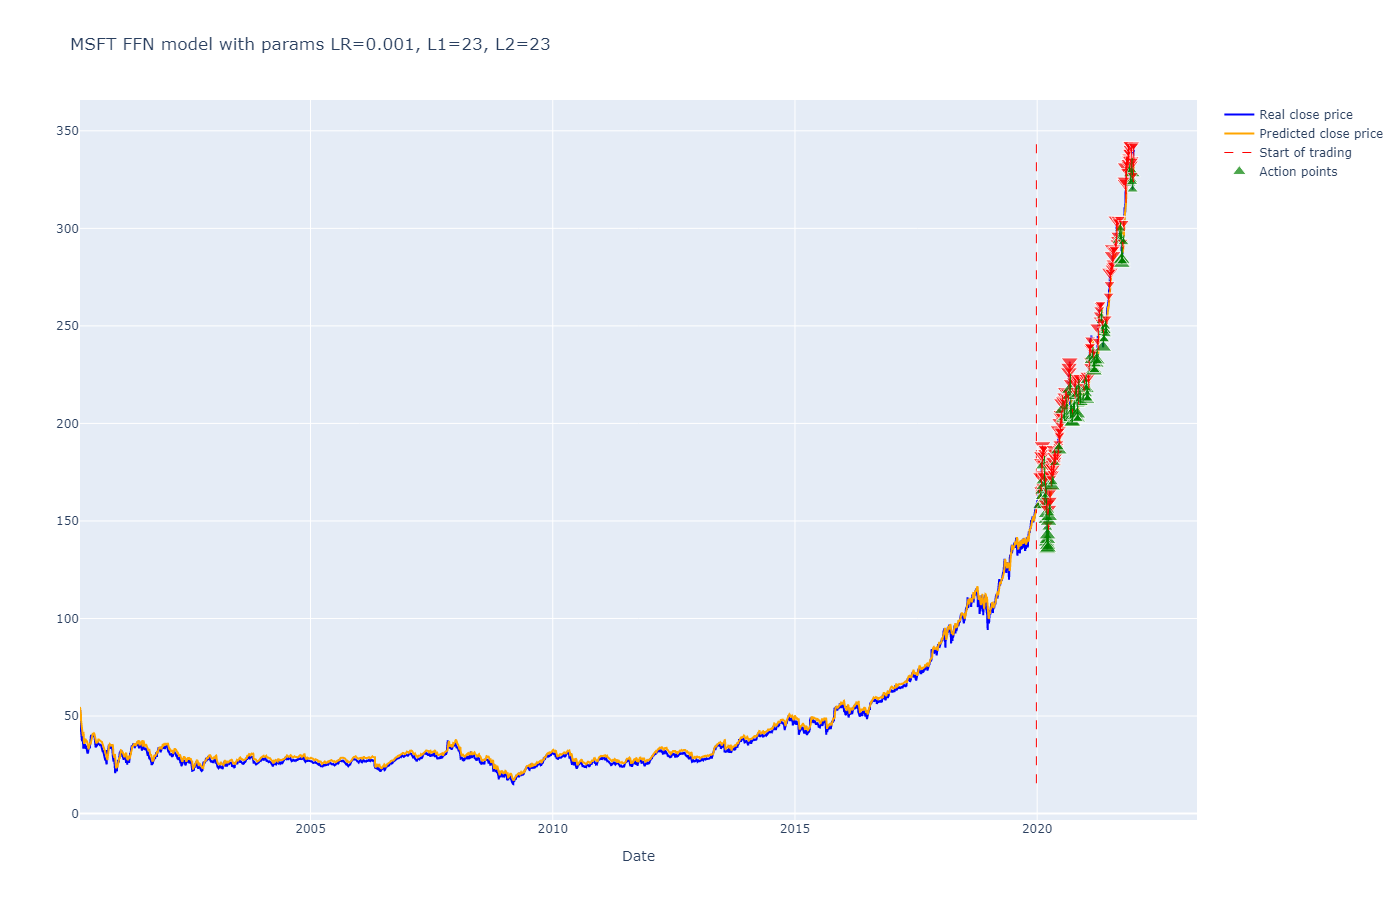 MSFT FFN model with params LR=0.001, L1=23, L2=23
350
300
250
200
150
100
50
0
2005
2010
2015
2020
Date
Real close price
Predicted close price
Start of trading
Action points